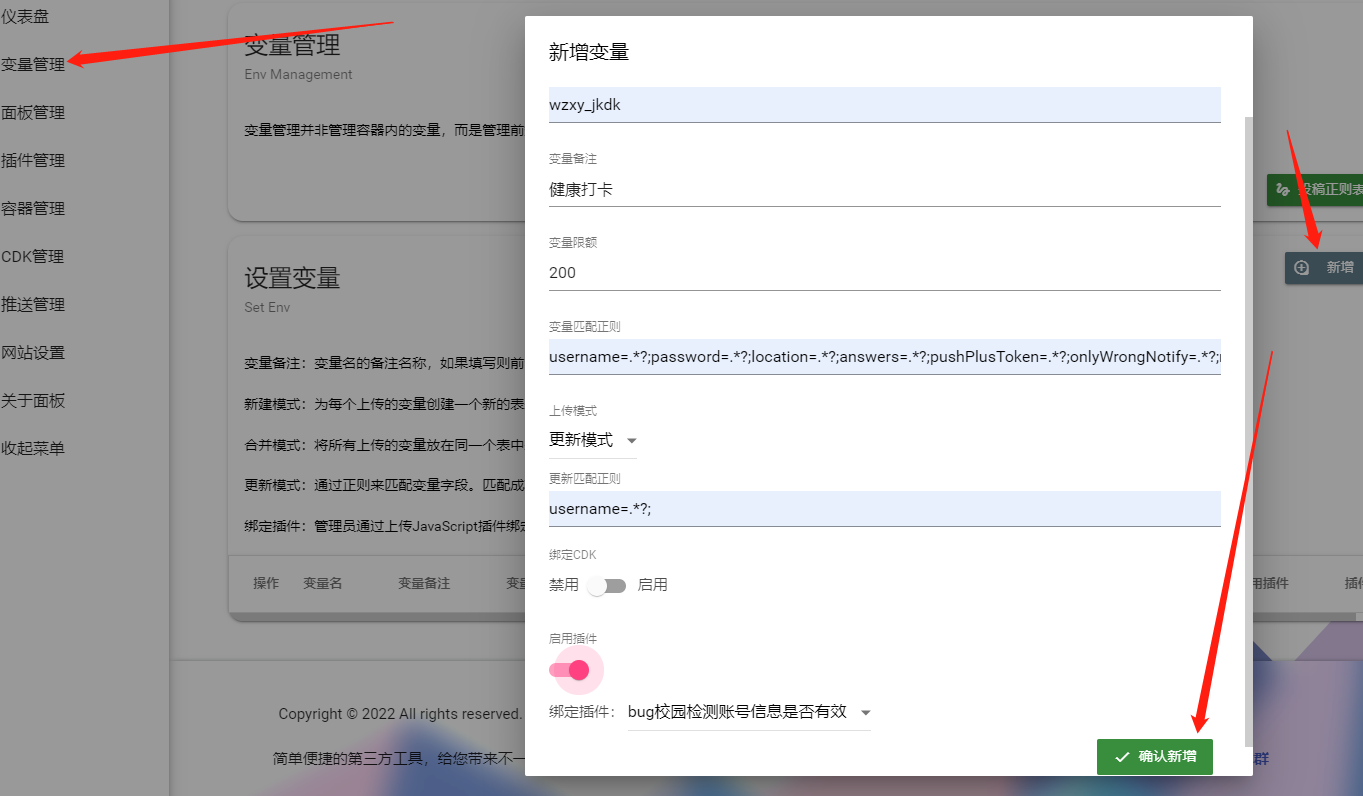 仪表盘
变量管理
面板管理
插件管理
容器管理
CDK管理
推送管理
网站设置
关于面板
收起菜单
变量管理
Env Management
变量管理并非管理容器内的变量，而是管理前
投稿正则表
设置变量
Set Env
新增
变量备注：变量名的备注名称，如果填写则前
新建模式：为每个上传的变量创建一个新的表
合并模式：将所有上传的变量放在同一个表中
更新模式：通过正则来匹配变量字段。匹配成
绑定插件：管理员通过上传JavaScript插件绑定
操作 变量名 变量备注 变量 用插件 插件
Copyright © 2022 All rights reserved.
简单便捷的第三方工具，给您带来不一 群
新增变量
wzxy_jkdk
变量备注
健康打卡
变量限额
200
变量匹配正则
username=.*?;password=.*?;location=.*?;answers=.*?;pushPlusToken=.*?;onlyWrongNotify=.*?;
上传模式
更新模式
更新匹配正则
username=.*?;
绑定CDK
禁用 启用
启用插件
绑定插件： bug校园检测账号信息是否有效
确认新增